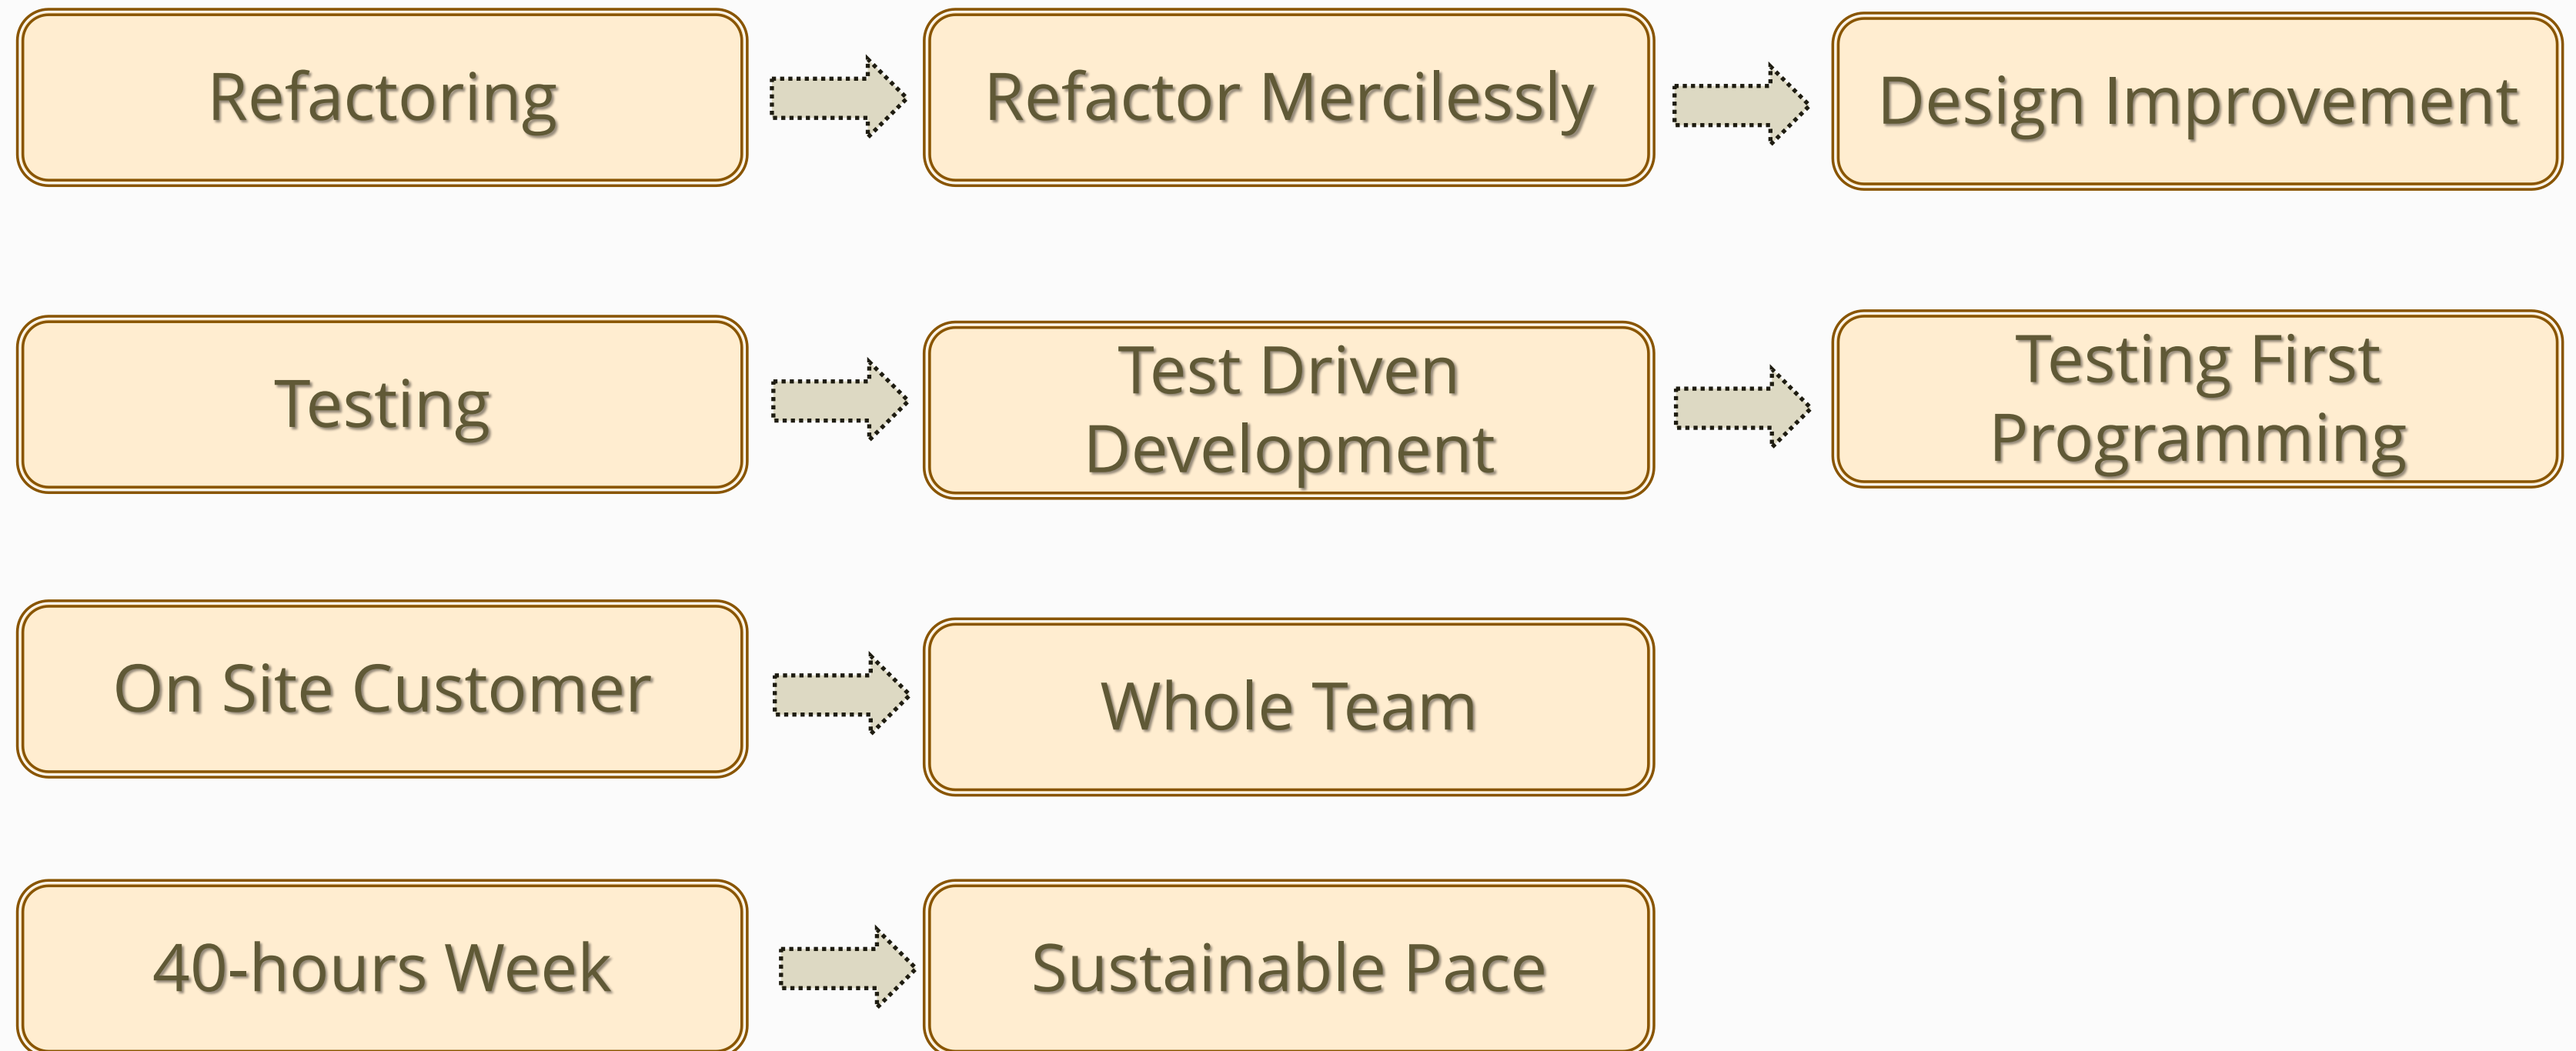 Refactoring
Refactor Mercilessly
Design Improvement
Testing
Test Driven
Development
Testing First
Programming
On Site Customer
Whole Team
40-hours Week
Sustainable Pace